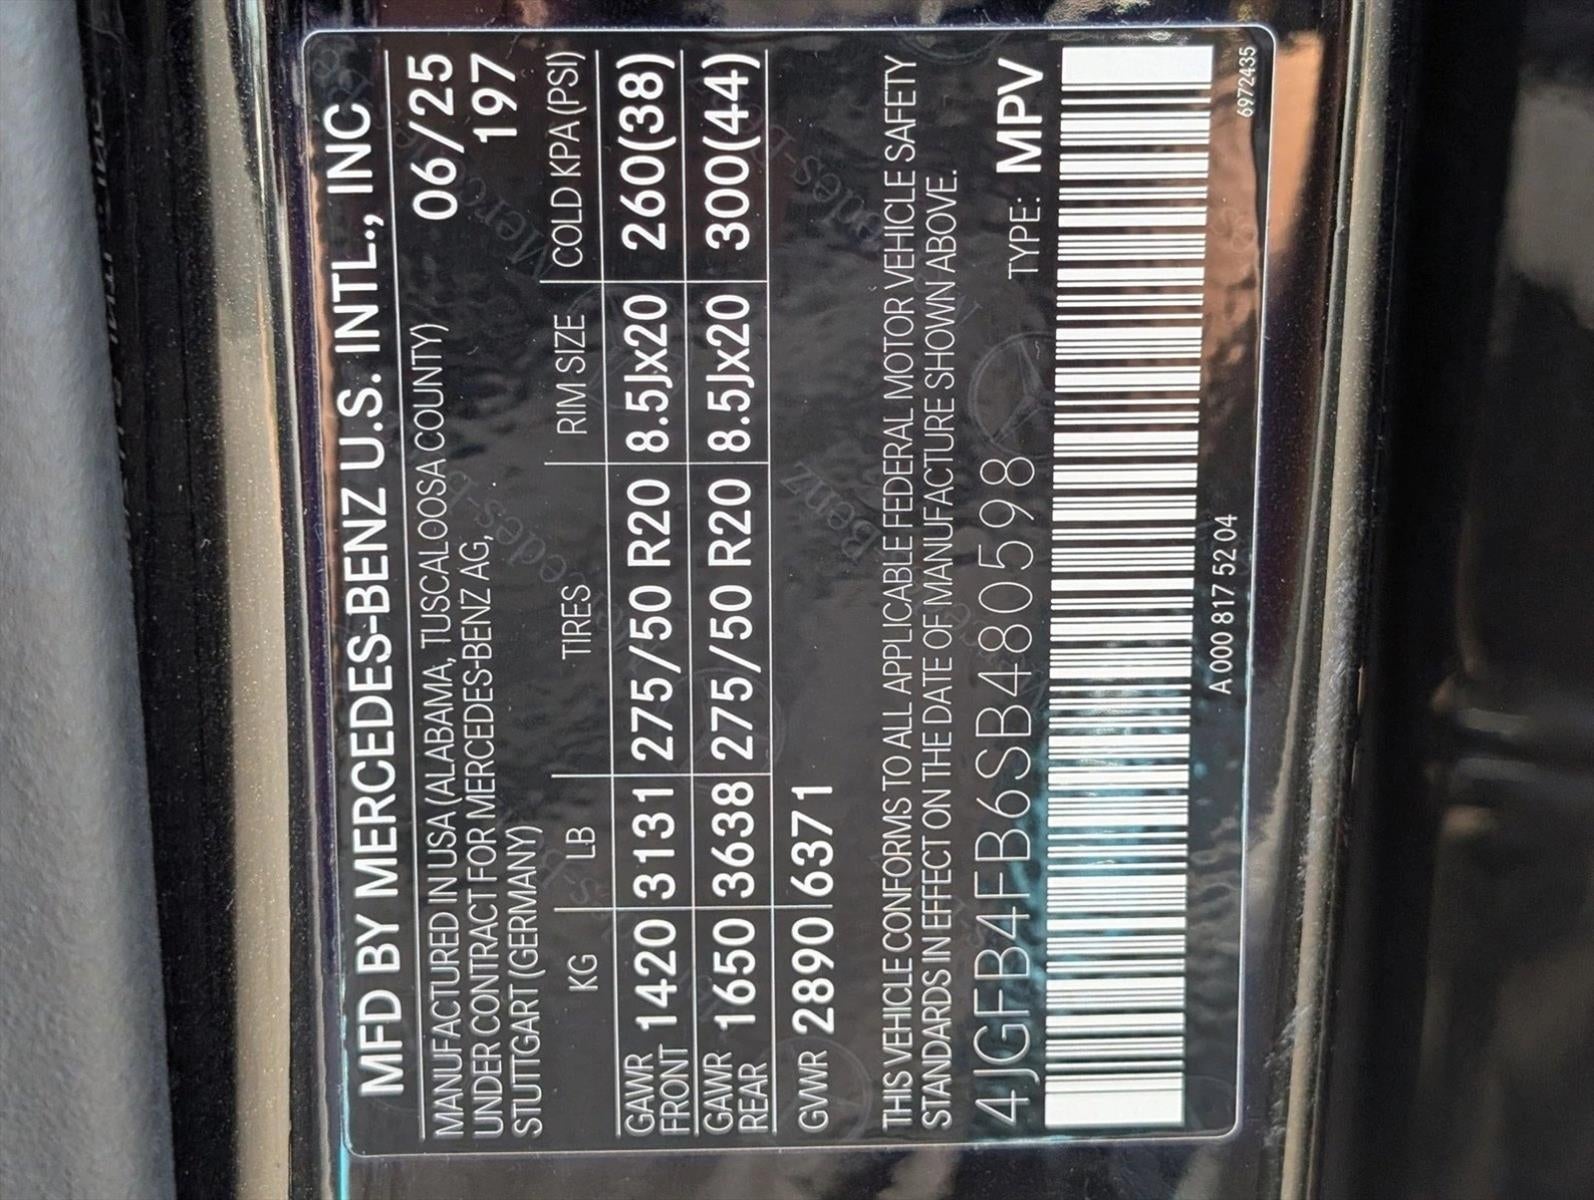 MFD BY MERCEDES-BENZ U.S. INTL., INC
MANUFACTURED IN USA (ALABAMA, TUSCALOOSA COUNTY) 06/25
UNDER CONTRACT FOR MERCEDES-BENZ AG, 197
STUTTGART (GERMANY)
KG LB TIRES RIM SIZE COLD KPA(PSI)
GAWR FRONT 1420 3131 275/50 R20 8.5Jx20 260(38)
GAWR REAR 1650 3638 275/50 R20 8.5Jx20 300(44)
GVWR 2890 6371
THIS VEHICLE CONFORMS TO ALL APPLICABLE FEDERAL MOTOR VEHICLE SAFETY
STANDARDS IN EFFECT ON THE DATE OF MANUFACTURE SHOWN ABOVE.
4JGFB4FB6SB480598 TYPE: MPV
A 000 817 52 04
6972435